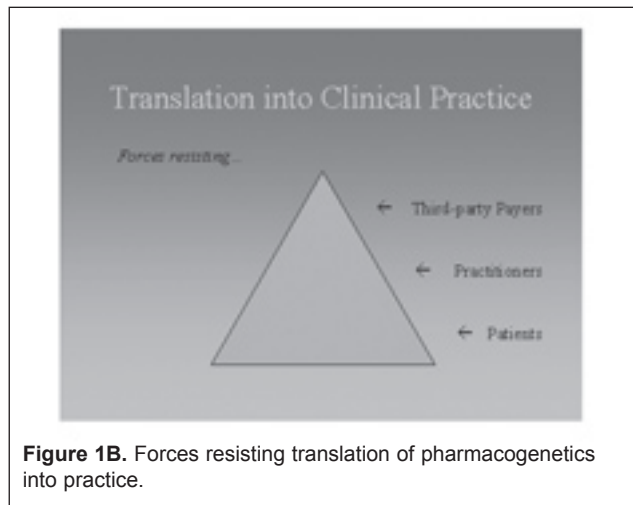 Translation into Clinical Practice
Forces resisting...
← Third-party Payers
← Practitioners
← Patients
Figure 1B. Forces resisting translation of pharmacogenetics
into practice.